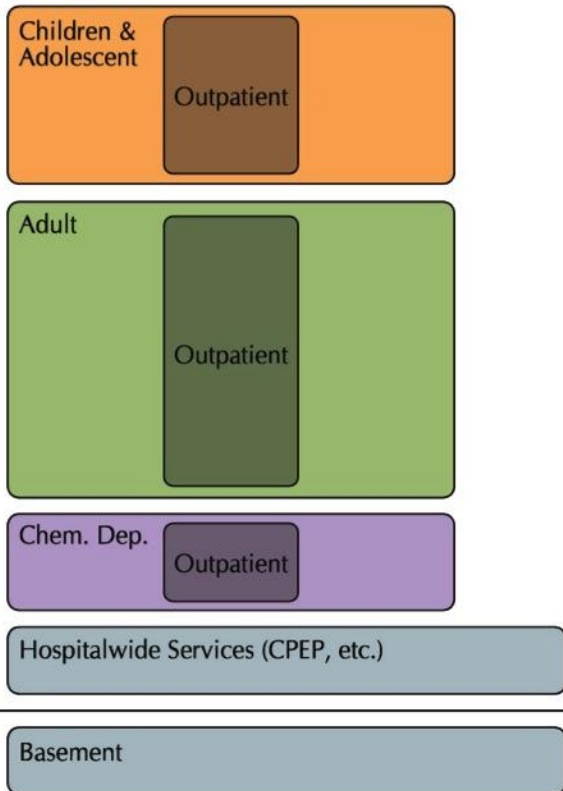 Children &
Adolescent
Outpatient
Adult
Outpatient
Chem. Dep.
Outpatient
Hospitalwide Services (CPEP, etc.)
Basement